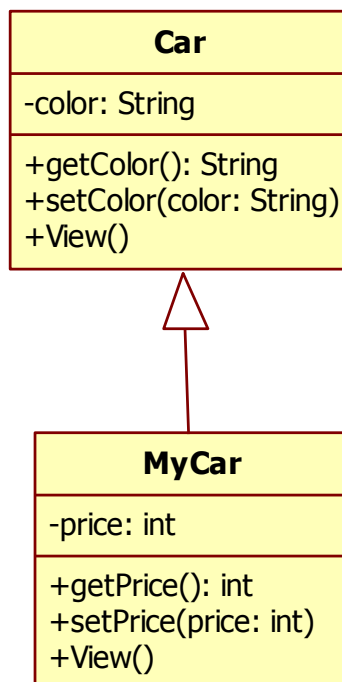 Car
-color: String
+getColor(): String
+setColor(color: String)
+View()
MyCar
-price: int
+getPrice(): int
+setPrice(price: int)
+View()